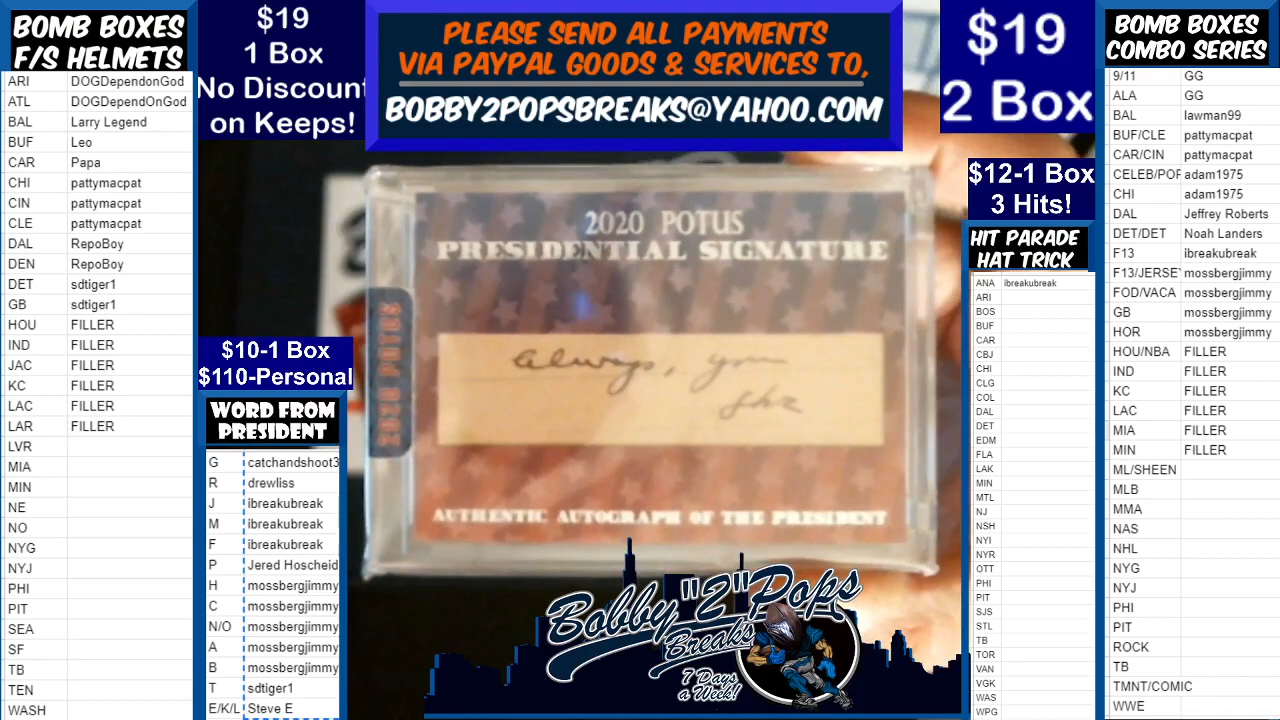 BOMB BOXES
F/S HELMETS
ARI DOGDependonGod
ATL DOGDependOnGod
BAL Larry Legend
BUF Leo
CAR Papa
CHI pattymacpat
CIN pattymacpat
CLE pattymacpat
DAL RepoBoy
DEN RepoBoy
DET sdtiger1
GB sdtiger1
HOU FILLER
IND FILLER
JAC FILLER
KC FILLER
LAC FILLER
LAR FILLER
LVR
MIA
MIN
NE
NO
NYG
NYJ
PHI
PIT
SEA
SF
TB
TEN
WASH
$19
1 Box
No Discount
on Keeps!
$10-1 Box
$110-Personal
WORD FROM
PRESIDENT
G catchandshoot3
R drewliss
J ibreakubreak
M ibreakubreak
F ibreakubreak
P Jered Hoscheid
H mossbergjimmy
C mossbergjimmy
N/O mossbergjimmy
A mossbergjimmy
B mossbergjimmy
T sdtiger1
E/K/L Steve E
PLEASE SEND ALL PAYMENTS
VIA PAYPAL GOODS & SERVICES TO,
BOBBY2POPSBREAKS@YAHOO.COM
2020 POTUS
PRESIDENTIAL SIGNATURE
2020 POTUS
always,
AUTHENTIC AUTOGRAPH OF THE PRESIDENT
Bobby "2" Pops
Breaks
7 Days
a Week!
$19
2 Box
$12-1 Box
3 Hits!
HIT PARADE
HAT TRICK
ANA ibreakubreak
ARI
BOS
BUF
CAR
CBJ
CHI
CLG
COL
DAL
DET
EDM
FLA
LAK
MIN
MTL
NJ
NSH
NYI
NYR
OTT
PHI
PIT
SJS
STL
TB
TOR
VAN
VGK
WAS
WPG
BOMB BOXES
COMBO SERIES
9/11 GG
ALA GG
BAL lawman99
BUF/CLE pattymacpat
CAR/CIN pattymacpat
CELEB/POP adam1975
CHI adam1975
DAL Jeffrey Roberts
DET/DET Noah Landers
F13 ibreakubreak
F13/JERSEY mossbergjimmy
FOD/VACA mossbergjimmy
GB mossbergjimmy
HOR mossbergjimmy
HOU/NBA FILLER
IND FILLER
KC FILLER
LAC FILLER
MIA FILLER
MIN FILLER
ML/SHEEN
MLB
MMA
NAS
NHL
NYG
NYJ
PHI
PIT
ROCK
TB
TMNT/COMIC
WWE